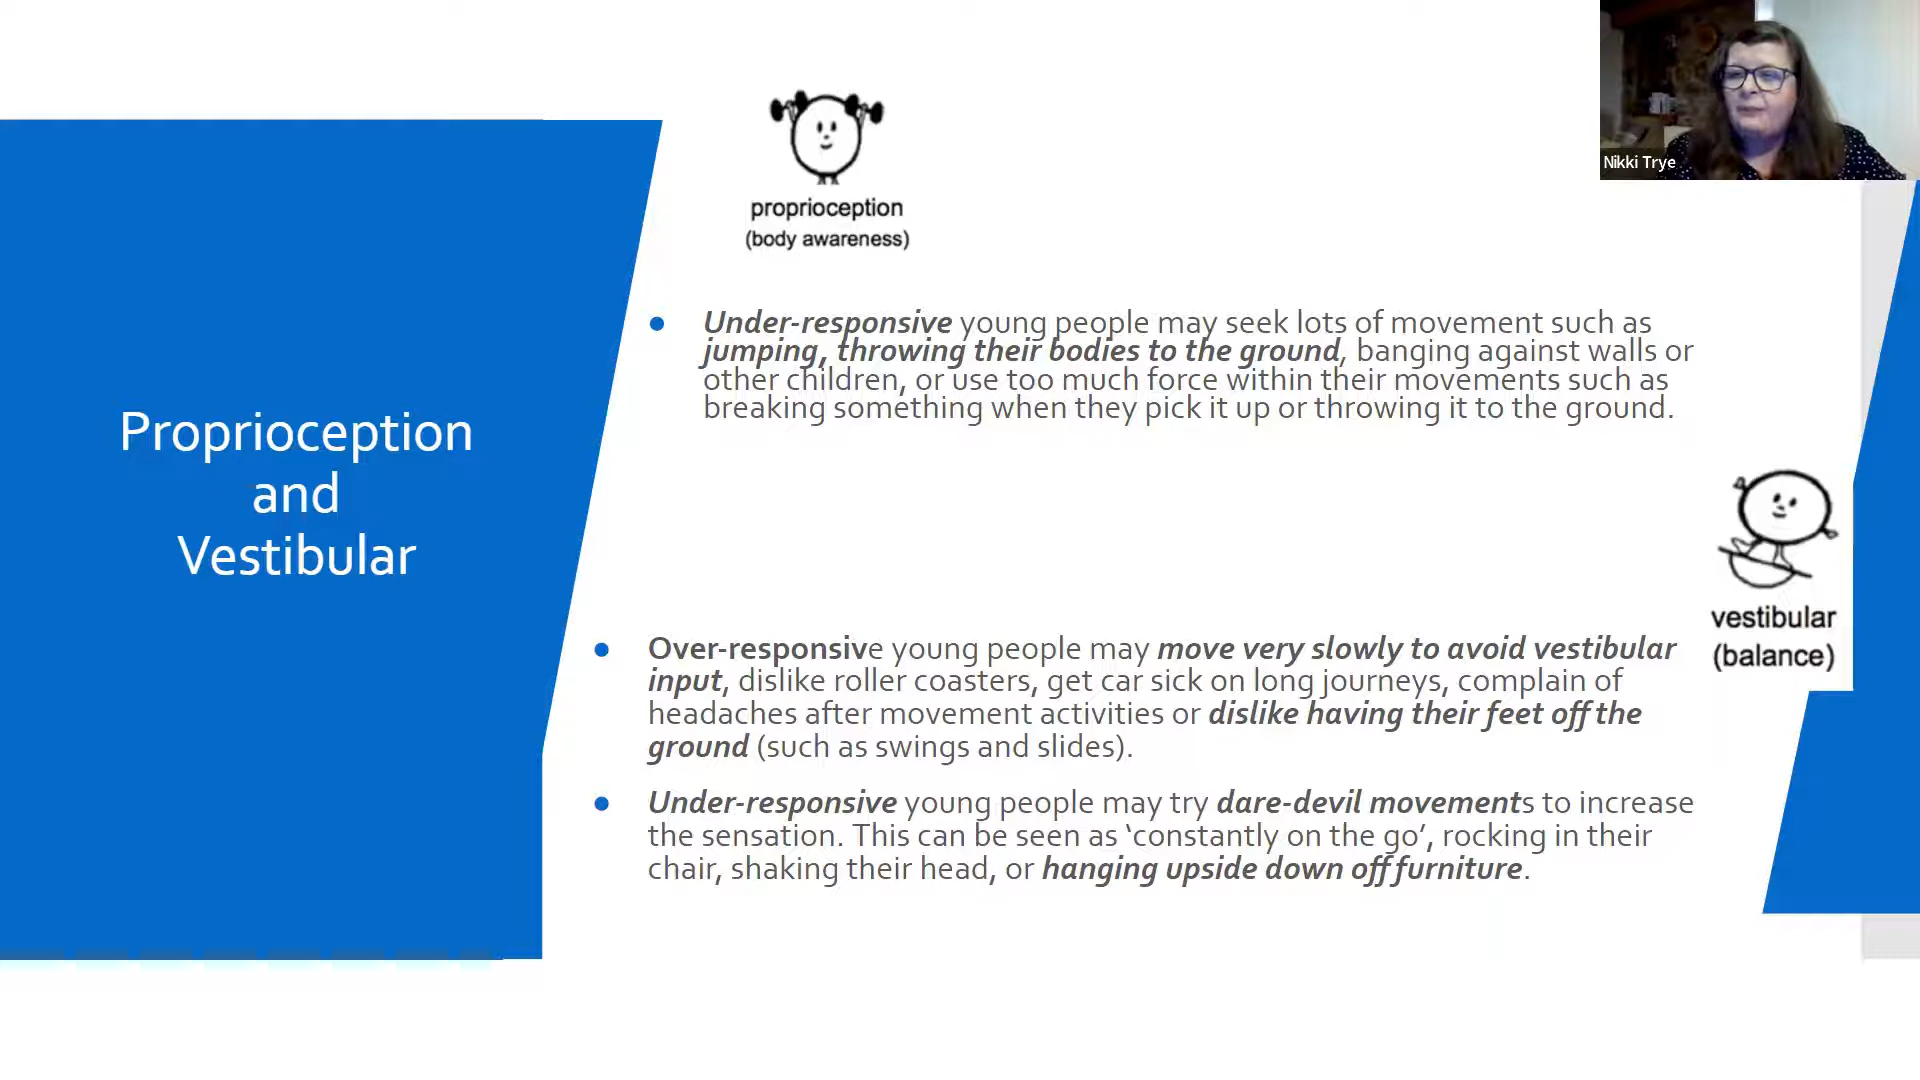 Nikki Trye
proprioception
(body awareness)
Proprioception
and
Vestibular
● Under-responsive young people may seek lots of movement such as
jumping, throwing their bodies to the ground, banging against walls or
other children, or use too much force within their movements such as
breaking something when they pick it up or throwing it to the ground.
vestibular
(balance)
● Over-responsive young people may move very slowly to avoid vestibular
input, dislike roller coasters, get car sick on long journeys, complain of
headaches after movement activities or dislike having their feet off the
ground (such as swings and slides).
● Under-responsive young people may try dare-devil movements to increase
the sensation. This can be seen as ‘constantly on the go’, rocking in their
chair, shaking their head, or hanging upside down off furniture.